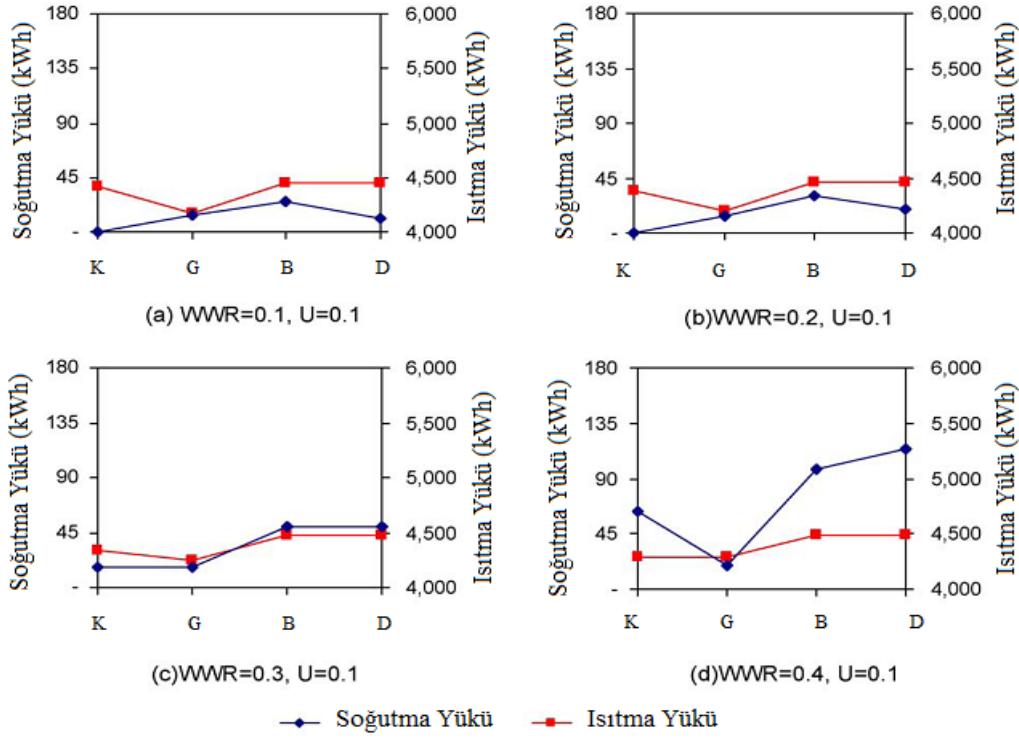 180
135
90
45
-
Soğutma Yükü (kWh)
6,000
5,500
5,000
4,500
4,000
Isıtma Yükü (kWh)
K G B D
(a) WWR=0.1, U=0.1
180
135
90
45
-
Soğutma Yükü (kWh)
6,000
5,500
5,000
4,500
4,000
Isıtma Yükü (kWh)
K G B D
(b)WWR=0.2, U=0.1
180
135
90
45
-
Soğutma Yükü (kWh)
6,000
5,500
5,000
4,500
4,000
Isıtma Yükü (kWh)
K G B D
(c)WWR=0.3, U=0.1
180
135
90
45
-
Soğutma Yükü (kWh)
6,000
5,500
5,000
4,500
4,000
Isıtma Yükü (kWh)
K G B D
(d)WWR=0.4, U=0.1
Soğutma Yükü Isıtma Yükü